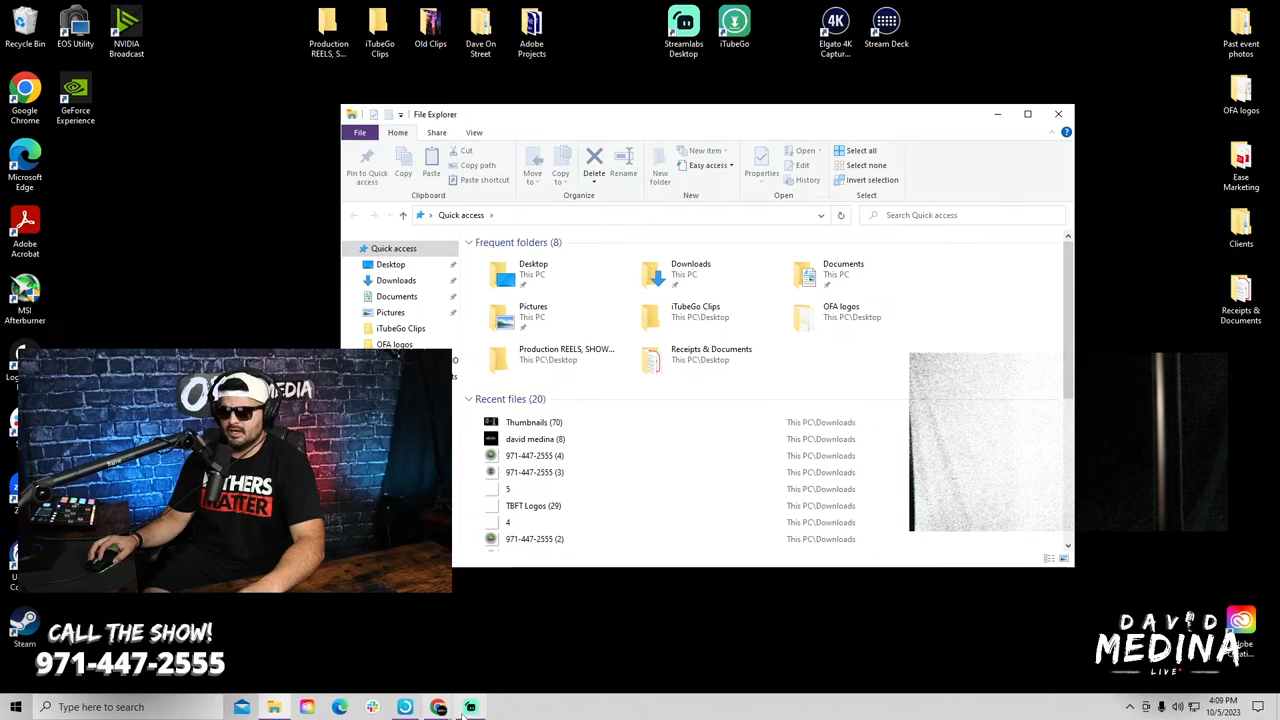 Recycle Bin
EOS Utility
NVIDIA Broadcast
Production REELS, S...
iTubeGo Clips
Old Clips
Dave On Street
Adobe Projects
Streamlabs Desktop
iTubeGo
Elgato 4K Captur...
Stream Deck
Past event photos
Google Chrome
GeForce Experience
OFA logos
Microsoft Edge
Ease Marketing
Adobe Acrobat
Clients
MSI Afterburner
Receipts & Documents
File Explorer
File Home Share View
Pin to Quick access
Copy
Paste
Cut
Copy path
Paste shortcut
Clipboard
Move to
Copy to
Delete
Rename
Organize
New folder
New item
Easy access
New
Properties
Open
Edit
History
Open
Select all
Select none
Invert selection
Select
Quick access
Search Quick access
Quick access
Desktop
Downloads
Documents
Pictures
iTubeGo Clips
OFA logos
Frequent folders (8)
Desktop
This PC
Downloads
This PC
Documents
This PC
Pictures
This PC
iTubeGo Clips
This PC\Desktop
OFA logos
This PC\Desktop
Production REELS, SHOW...
This PC\Desktop
Receipts & Documents
This PC\Desktop
Recent files (20)
Thumbnails (70) This PC\Downloads
david medina (8) This PC\Downloads
971-447-2555 (4) This PC\Downloads
971-447-2555 (3) This PC\Downloads
5 This PC\Downloads
TBFT Logos (29) This PC\Downloads
4 This PC\Downloads
971-447-2555 (2) This PC\Downloads
MEDIA
MATTER
Steam
CALL THE SHOW!
971-447-2555
DAVID
MEDINA
LIVE
Type here to search
4:09 PM
10/5/2023